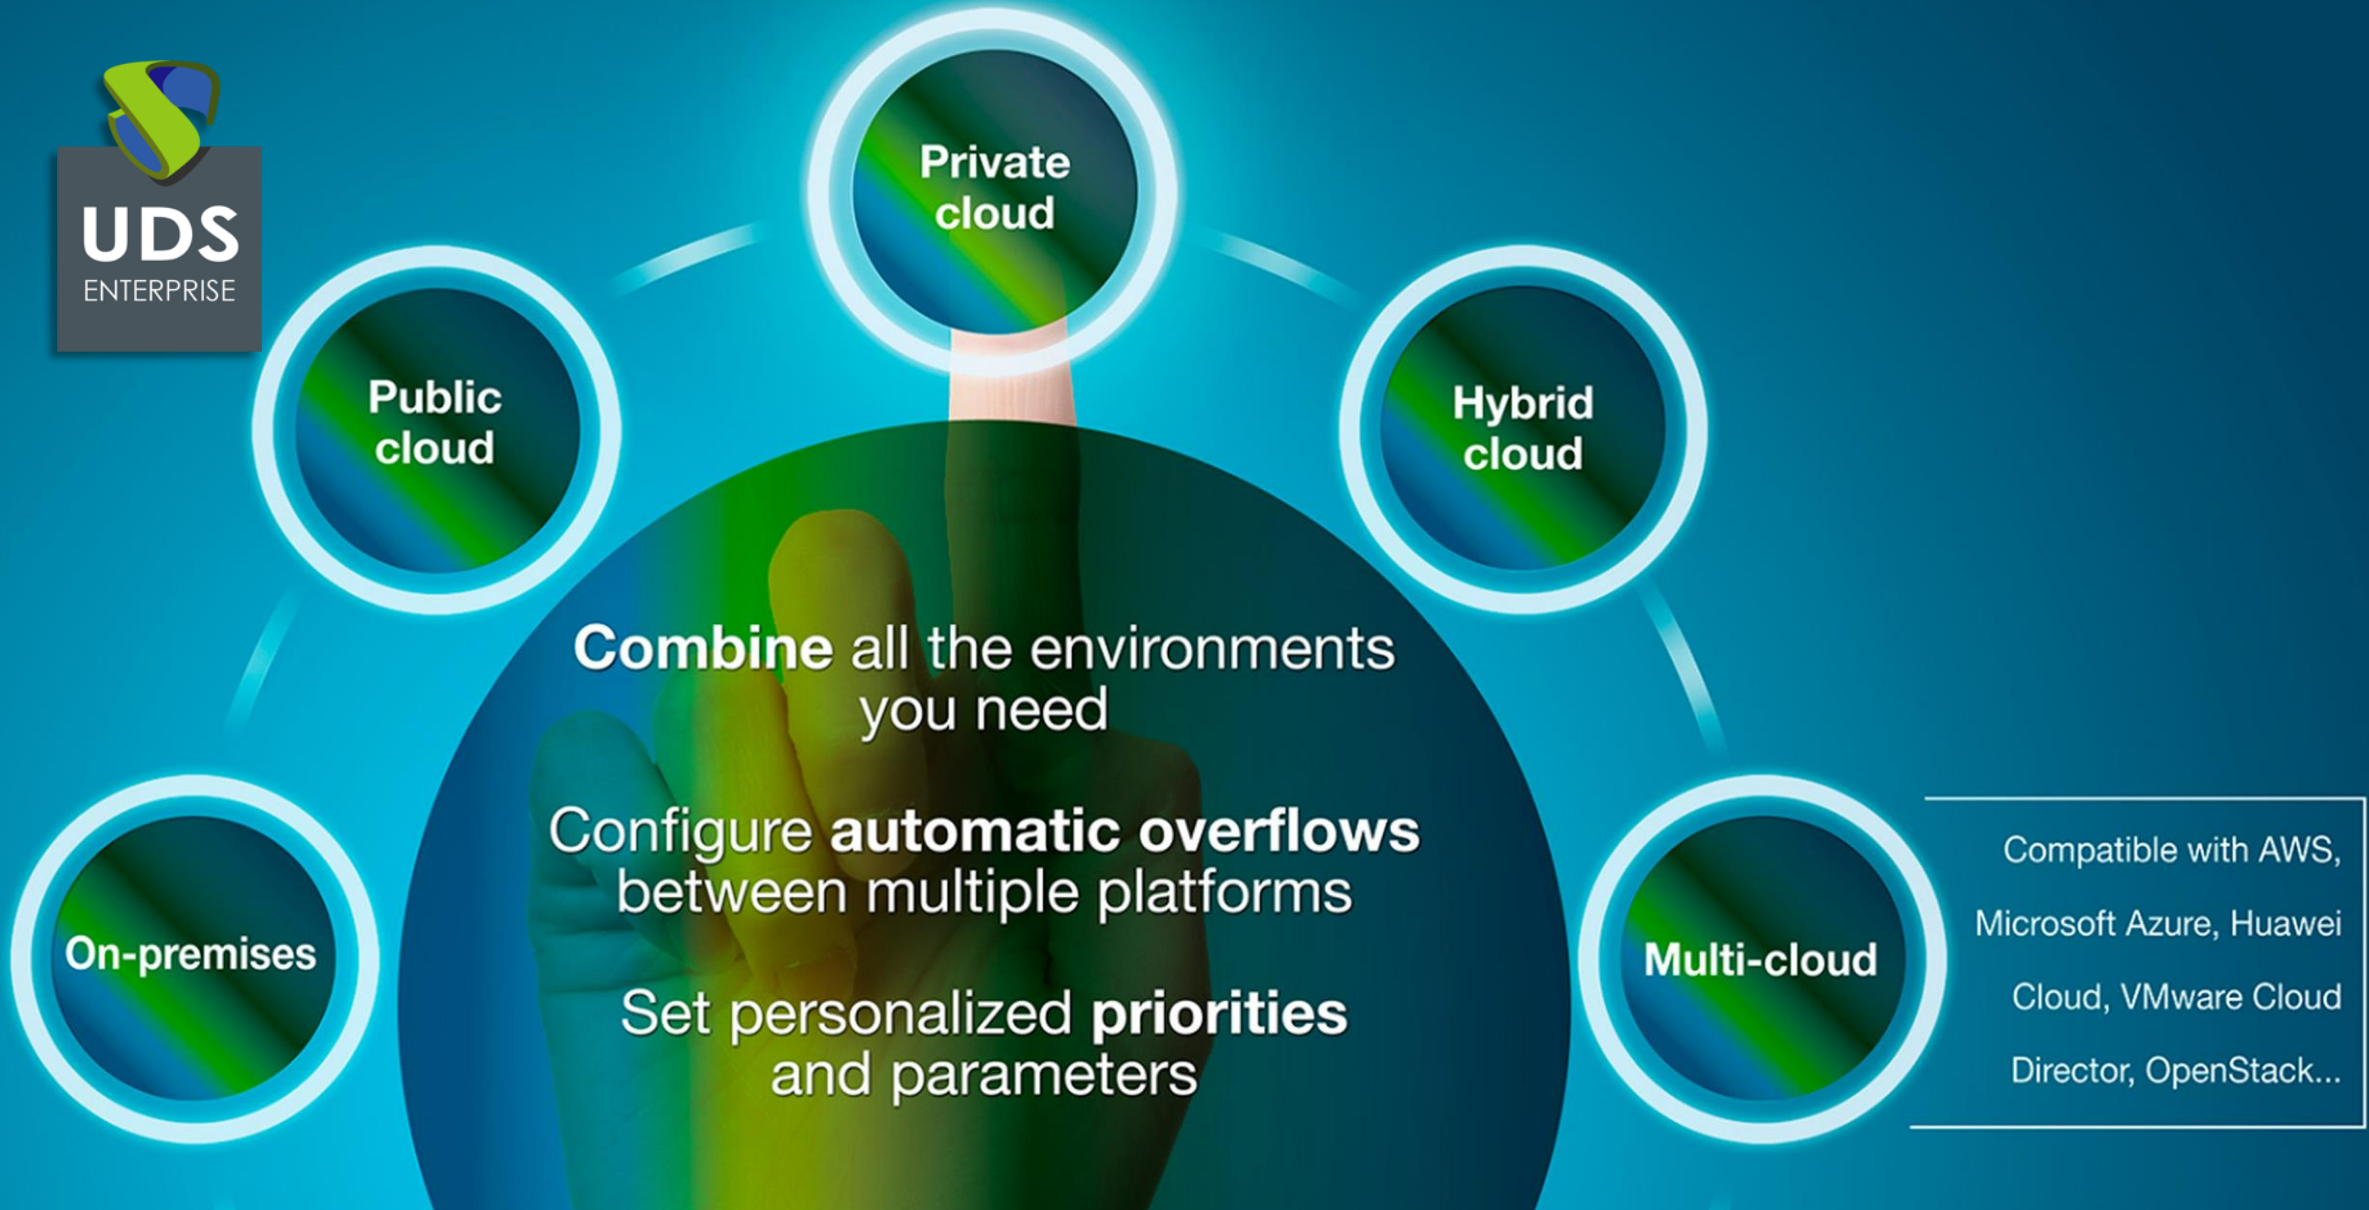 UDS
ENTERPRISE
Private
cloud
Public
cloud
Hybrid
cloud
On-premises
Combine all the environments
you need
Configure automatic overflows
between multiple platforms
Set personalized priorities
and parameters
Multi-cloud
Compatible with AWS,
Microsoft Azure, Huawei
Cloud, VMware Cloud
Director, OpenStack...